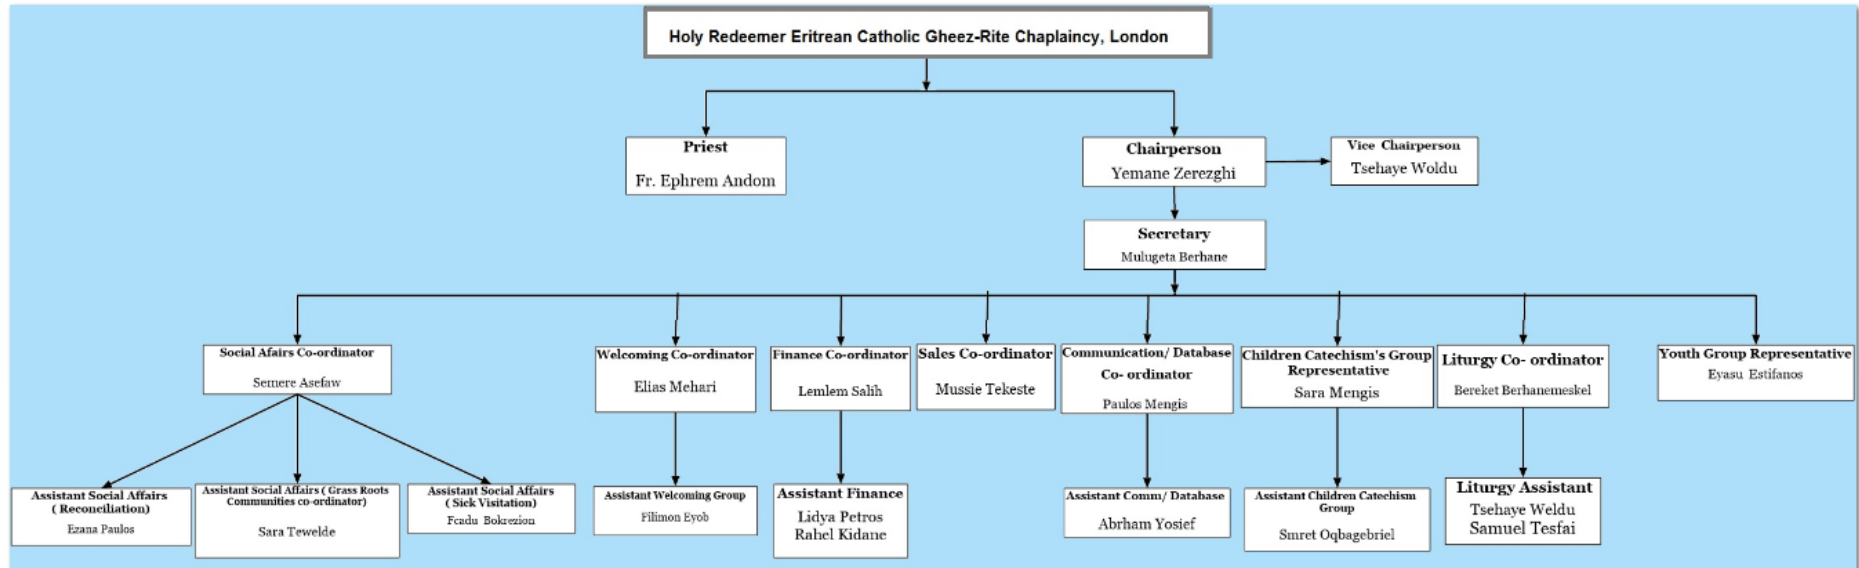 Holy Redeemer Eritrean Catholic Gheez-Rite Chaplaincy, London
Priest
Fr. Ephrem Andom
Chairperson
Yemane Zerezghi
Vice Chairperson
Tsehaye Woldu
Secretary
Mulugeta Berhane
Social Afairs Co-ordinator
Semere Asefaw
Welcoming Co-ordinator
Elias Mehari
Finance Co-ordinator
Lemlem Salih
Sales Co-ordinator
Mussie Tekeste
Communication/ Database
Co- ordinator
Paulos Mengis
Children Catechism's Group
Representative
Sara Mengis
Liturgy Co- ordinator
Bereket Berhanemeskel
Youth Group Representative
Eyasu Estifanos
Assistant Social Affairs
( Reconciliation)
Ezana Paulos
Assistant Social Affairs ( Grass Roots
Communities co-ordinator)
Sara Tewelde
Assistant Social Affairs
( Sick Visitation)
Fcadu Bokrezion
Assistant Welcoming Group
Filimon Eyob
Assistant Finance
Lidya Petros
Rahel Kidane
Assistant Comm/ Database
Abrham Yosief
Assistant Children Catechism
Group
Smret Oqbagebriel
Liturgy Assistant
Tsehaye Weldu
Samuel Tesfai